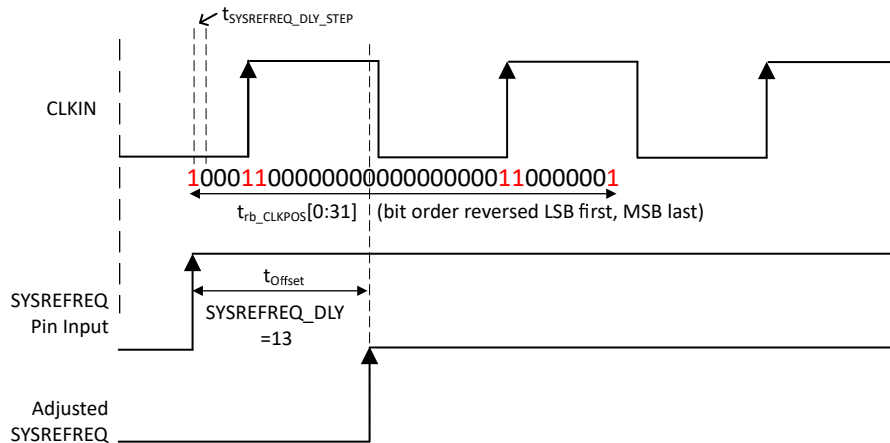 tSYSREFREQ_DLY_STEP
CLKIN
10001100000000000000000110000001
trb_CLKPOS[0:31] (bit order reversed LSB first, MSB last)
tOffset
SYSREFREQ
Pin Input
SYSREFREQ_DLY
=13
Adjusted
SYSREFREQ